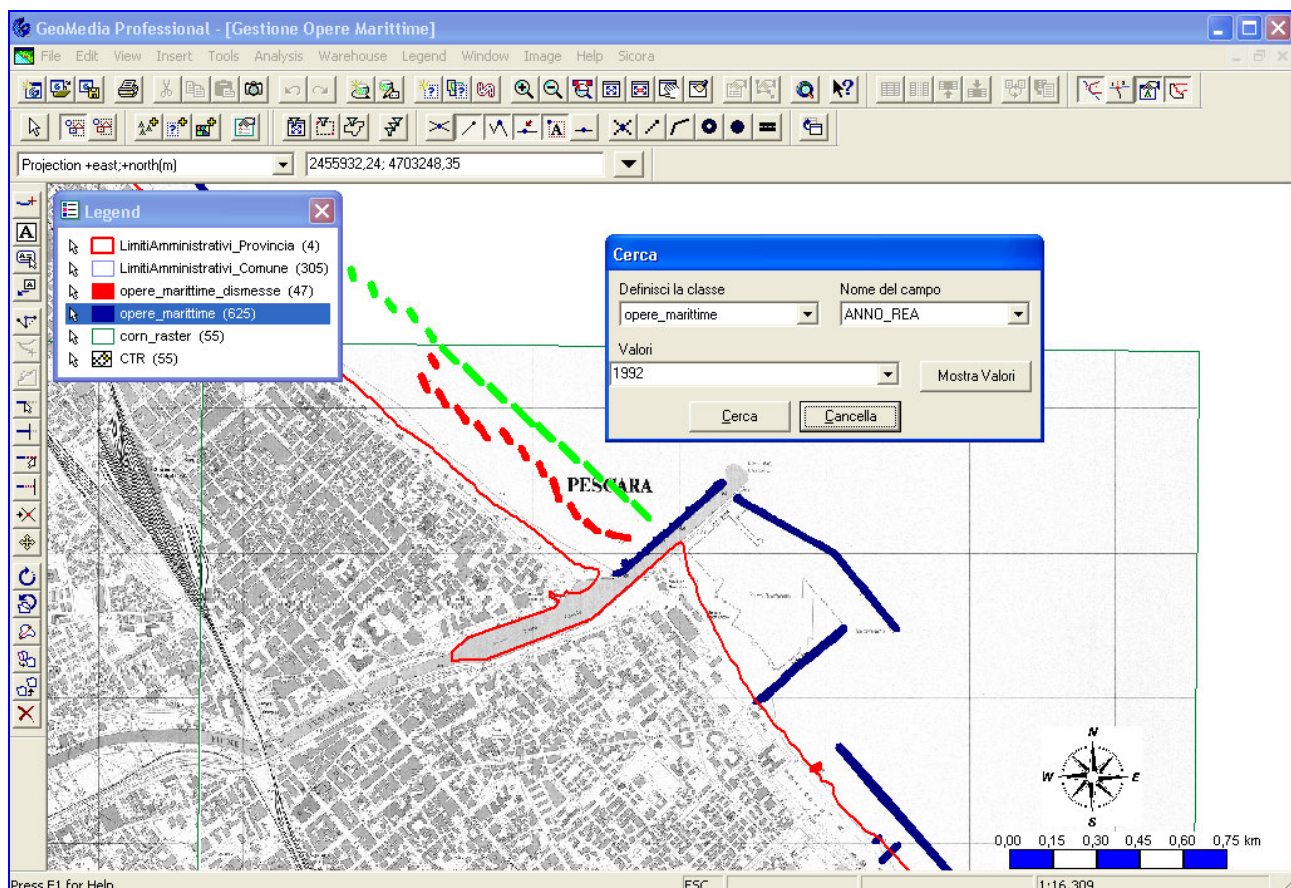 GeoMedia Professional - [Gestione Opere Marittime]
File Edit View Insert Tools Analysis Warehouse Legend Window Image Help Sicora
Projection +east;+north(m) 2455932,24; 4703248,35
Legend
LimitiAmministrativi_Provincia (4)
LimitiAmministrativi_Comune (305)
opere_marittime_dismesse (47)
opere_marittime (625)
corn_raster (55)
CTR (55)
Cerca
Definisci la classe Nome del campo
opere_marittime ANNO_REA
Valori
1992 Mostra Valori
Cerca Cancella
PESCARA
N
W E
S
0,00 0,15 0,30 0,45 0,60 0,75 km
Press F1 for Help ESC 1:16.309